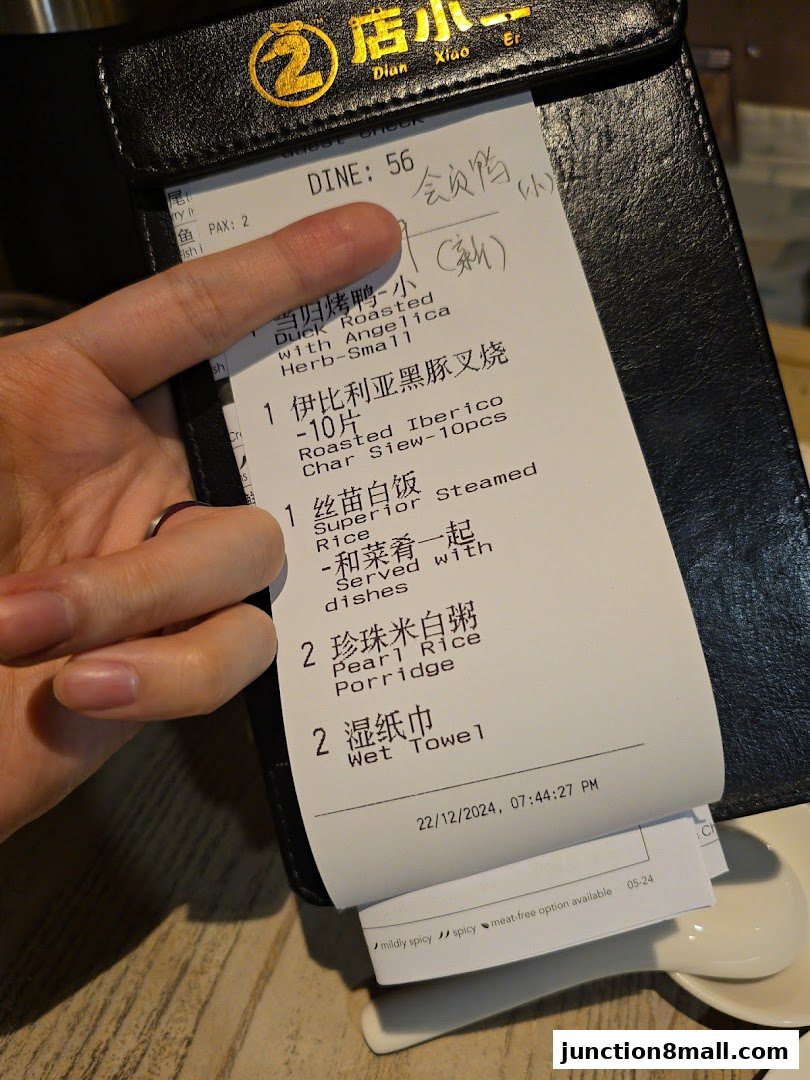 2 店小二
Dian Xiao Er
Guest Check
DINE: 56
会员鸭 (小)
PAX: 2
(新)
当归烤鸭-小
Duck Roasted
with Angelica
Herb-Small
1 伊比利亚黑豚叉烧
-10片
Roasted Iberico
Char Siew-10pcs
1 丝苗白饭
Superior Steamed
Rice
-和菜肴一起
Served with
dishes
2 珍珠米白粥
Pearl Rice
Porridge
2 湿纸巾
Wet Towel
22/12/2024, 07:44:27 PM
mildly spicy spicy meat-free option available 05-24
junction8mall.com